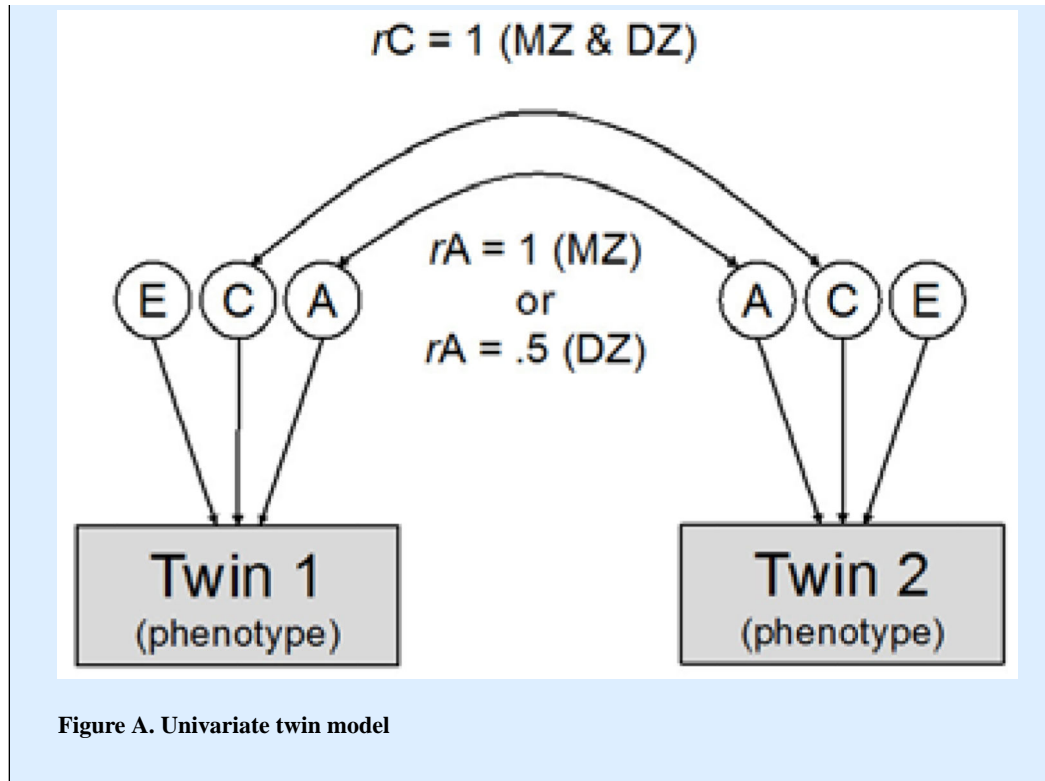 rC = 1 (MZ & DZ)
rA = 1 (MZ)
or
rA = .5 (DZ)
E C A A C E
Twin 1 Twin 2
(phenotype) (phenotype)
Figure A. Univariate twin model